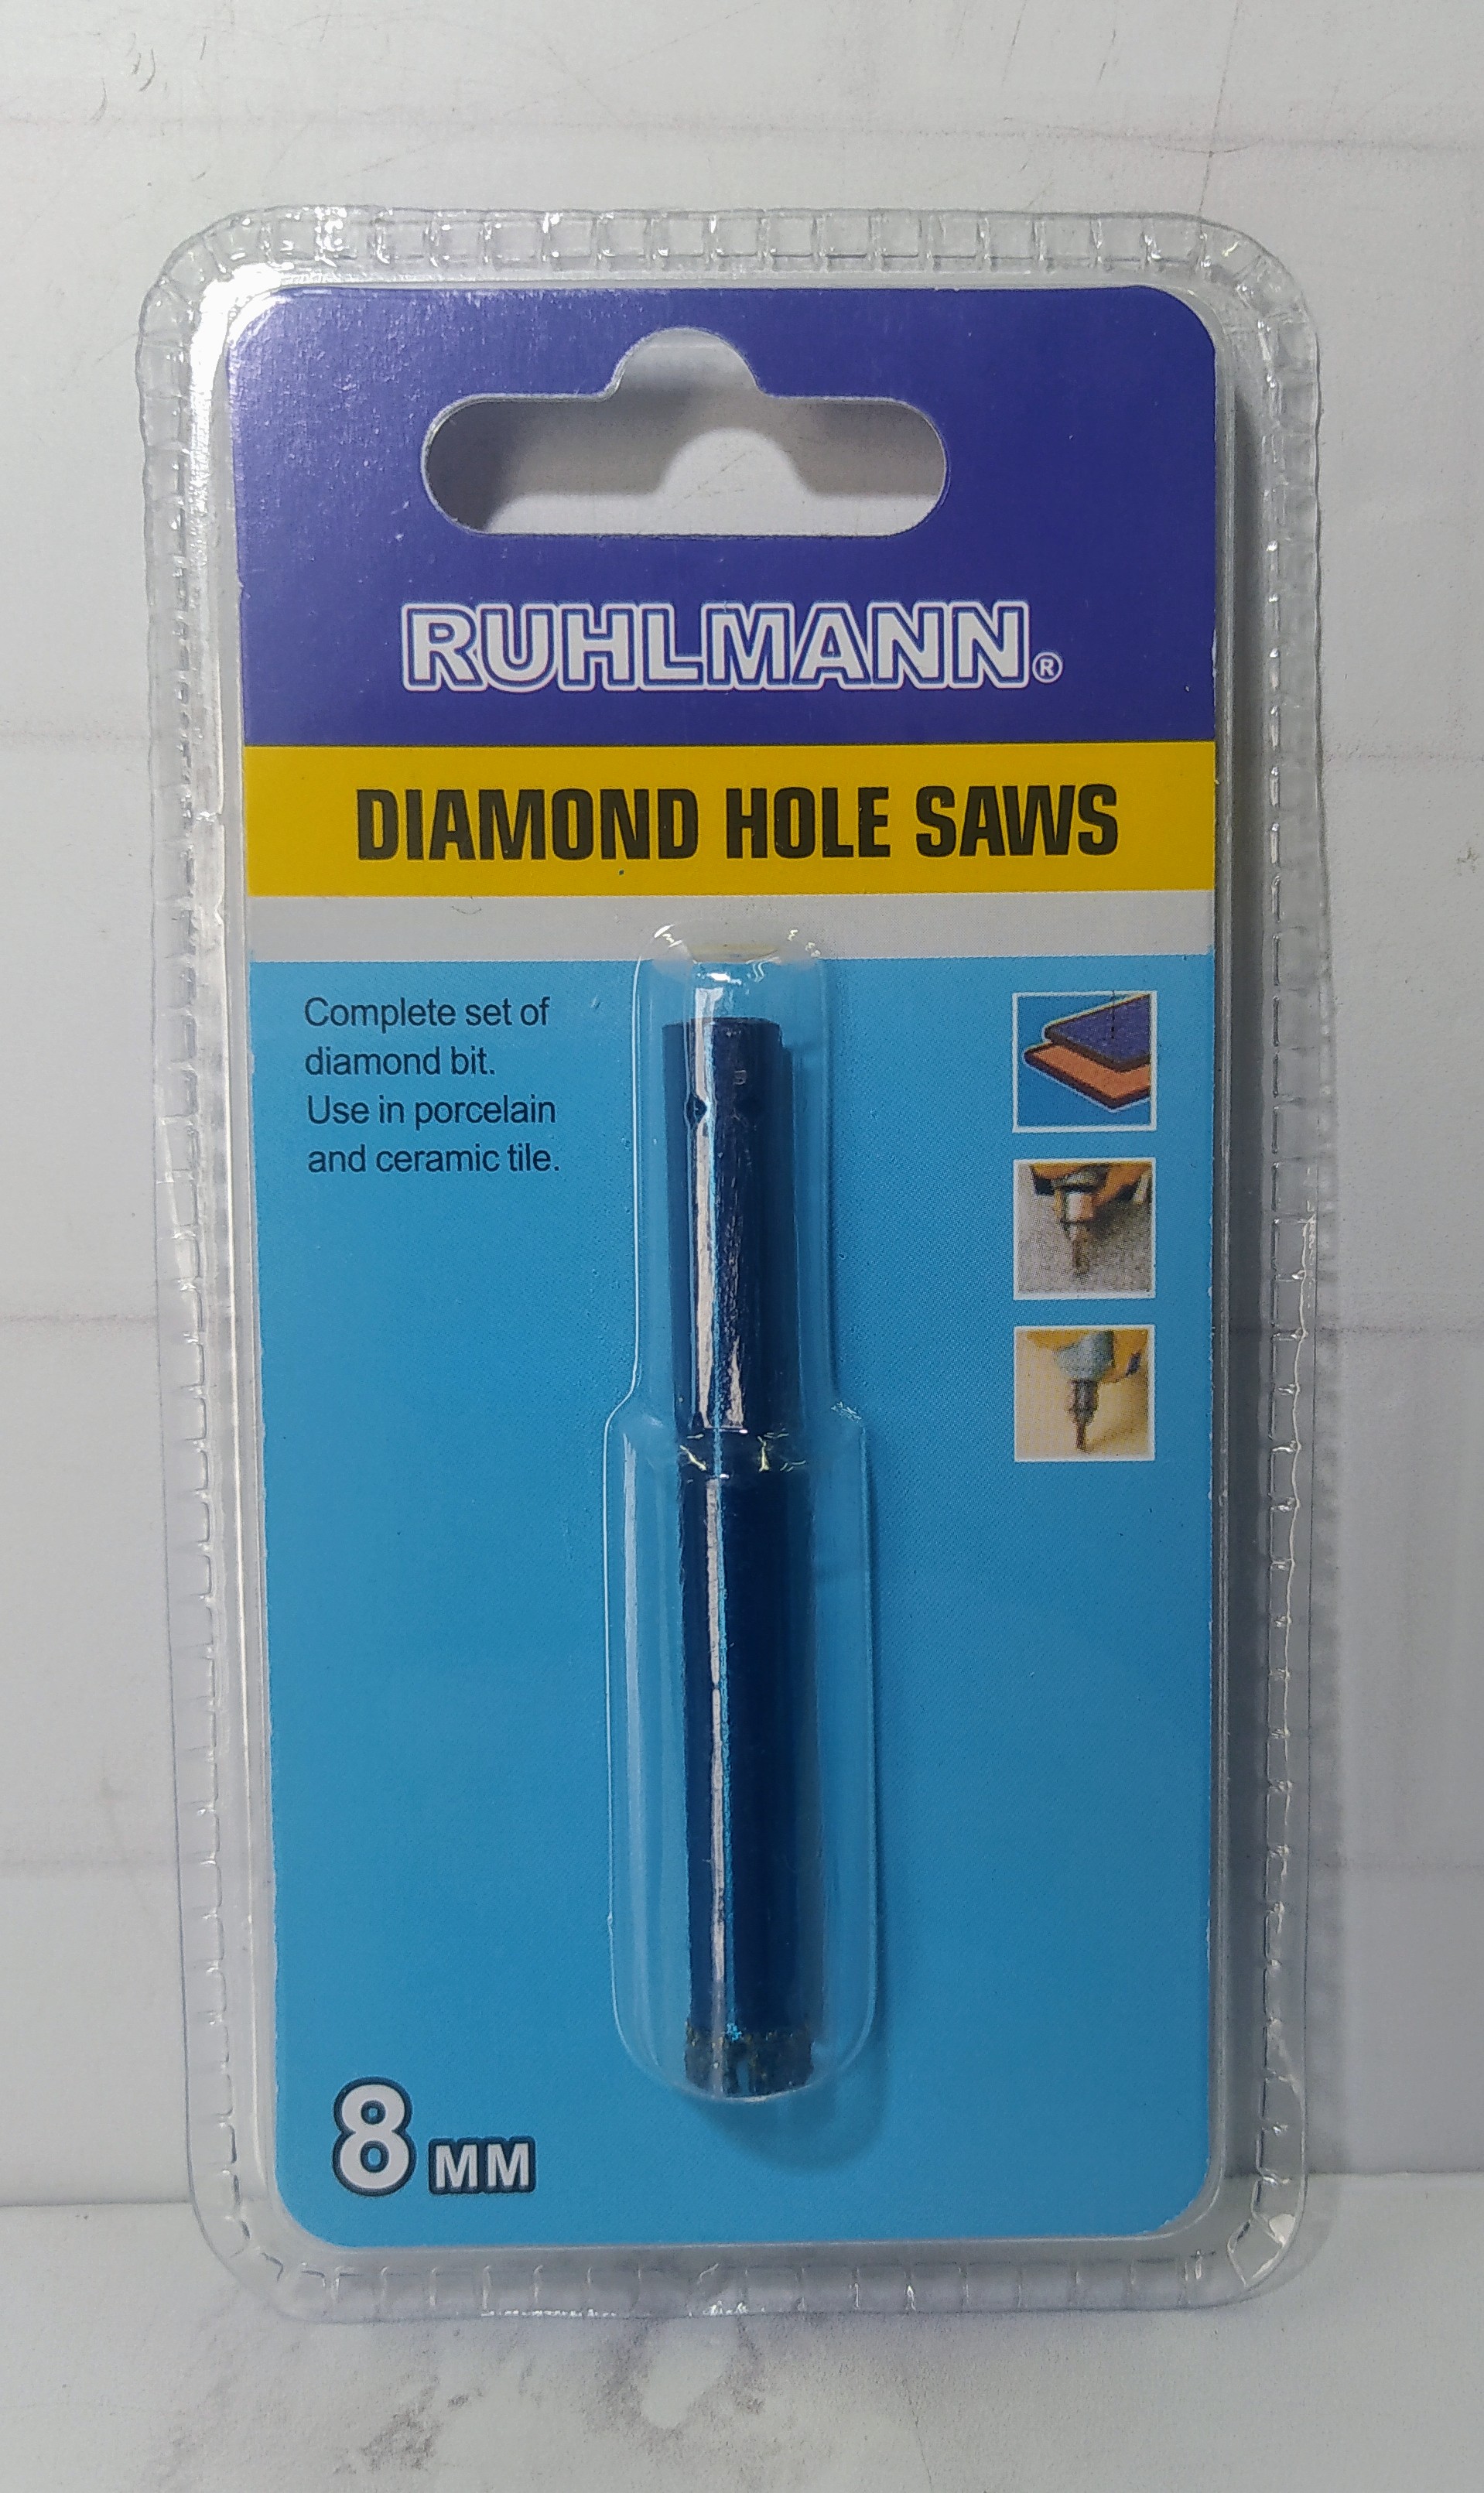 RUHLMANN®
DIAMOND HOLE SAWS
Complete set of
diamond bit.
Use in porcelain
and ceramic tile.
8 MM